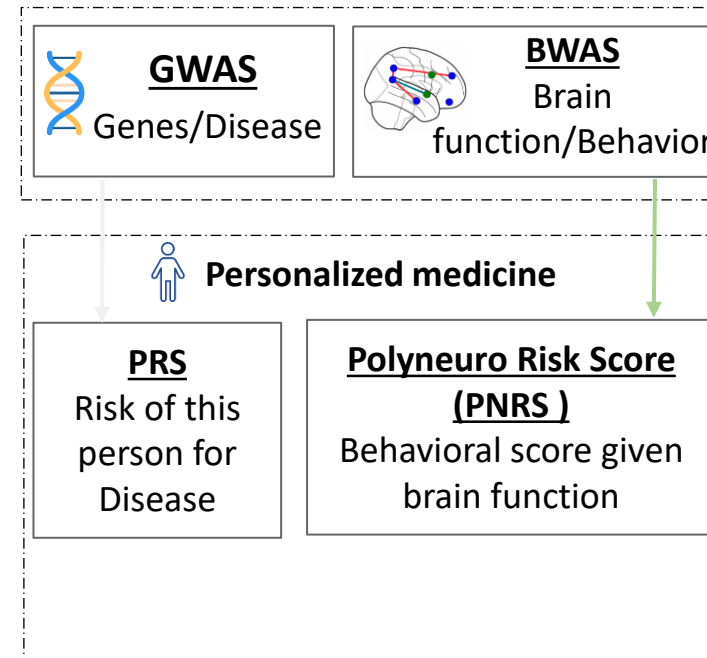 GWAS
Genes/Disease
BWAS
Brain
function/Behavior
Personalized medicine
PRS
Risk of this
person for
Disease
Polyneuro Risk Score
(PNRS )
Behavioral score given
brain function